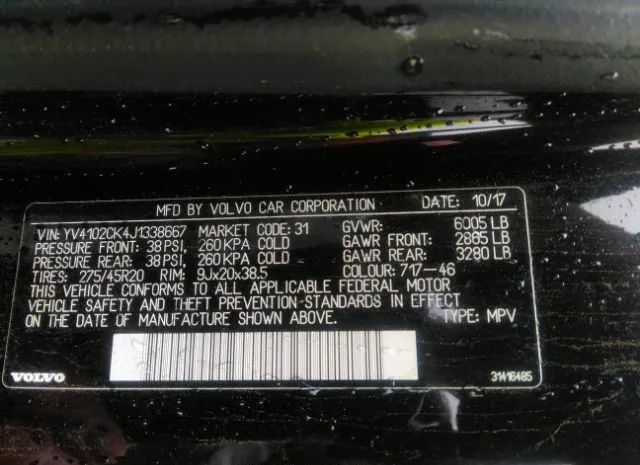 MFD BY VOLVO CAR CORPORATION DATE: 10/17
VIN: YV4102CK4J1338667 MARKET CODE: 31 GVWR: 6005 LB
PRESSURE FRONT: 38 PSI, 260 KPA COLD GAWR FRONT: 2865 LB
PRESSURE REAR: 38 PSI, 260 KPA COLD GAWR REAR: 3280 LB
TIRES: 275/45R20 RIM: 9Jx20x38.5 COLOUR: 717-46
THIS VEHICLE CONFORMS TO ALL APPLICABLE FEDERAL MOTOR
VEHICLE SAFETY AND THEFT PREVENTION STANDARDS IN EFFECT
ON THE DATE OF MANUFACTURE SHOWN ABOVE. TYPE: MPV
VOLVO 31416485